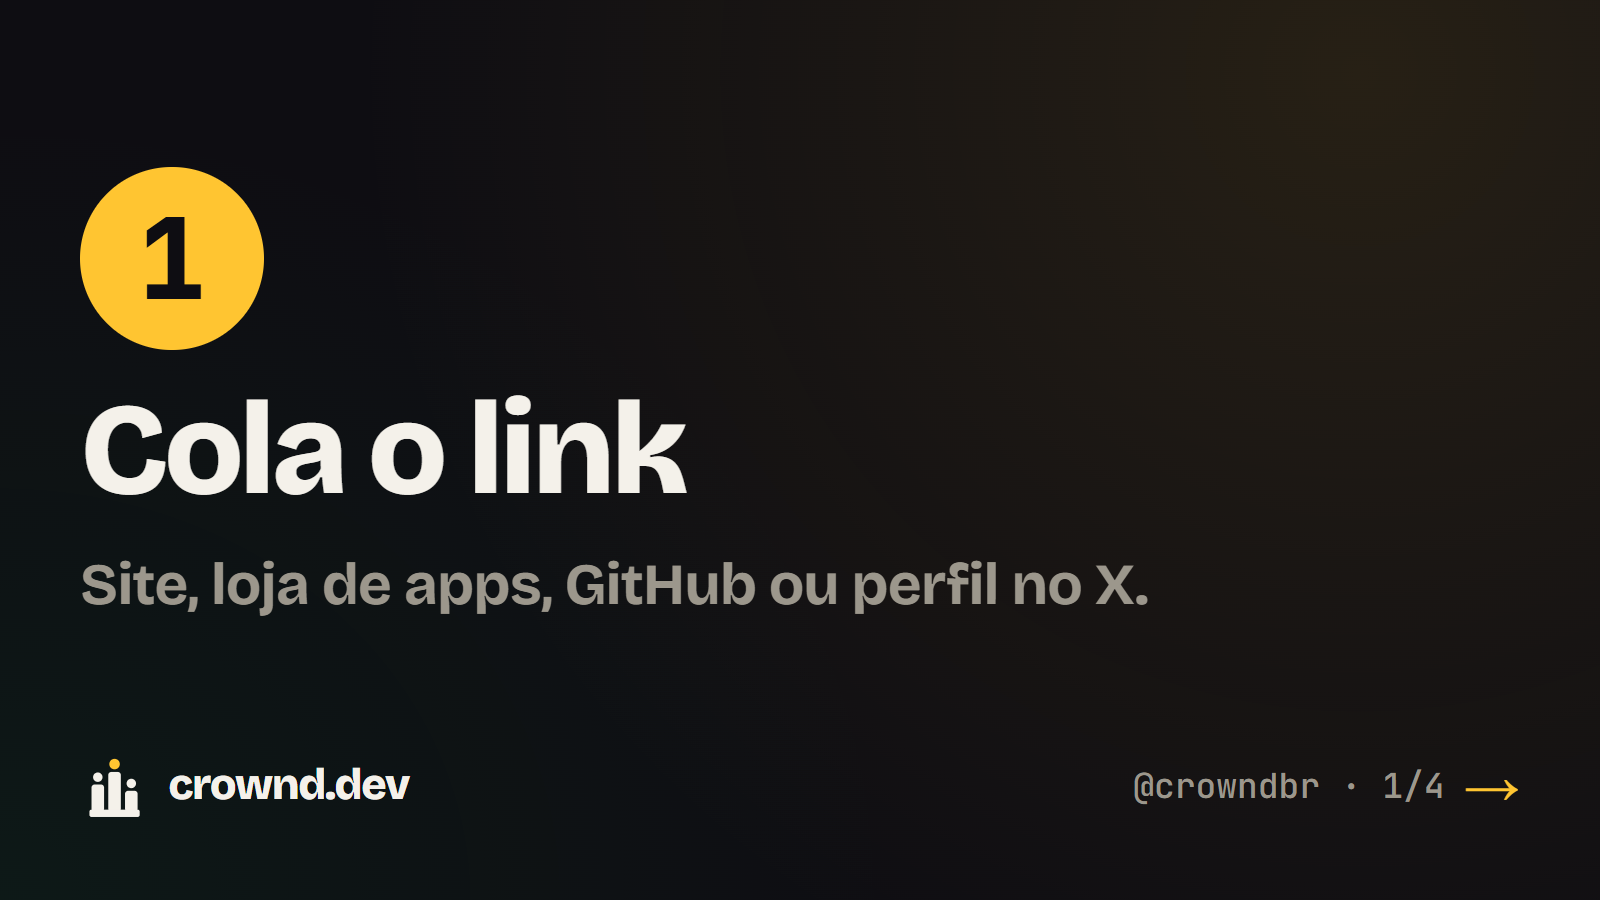 1
Cola o link
Site, loja de apps, GitHub ou perfil no X.
crownd.dev
@crowndbr · 1/4 →